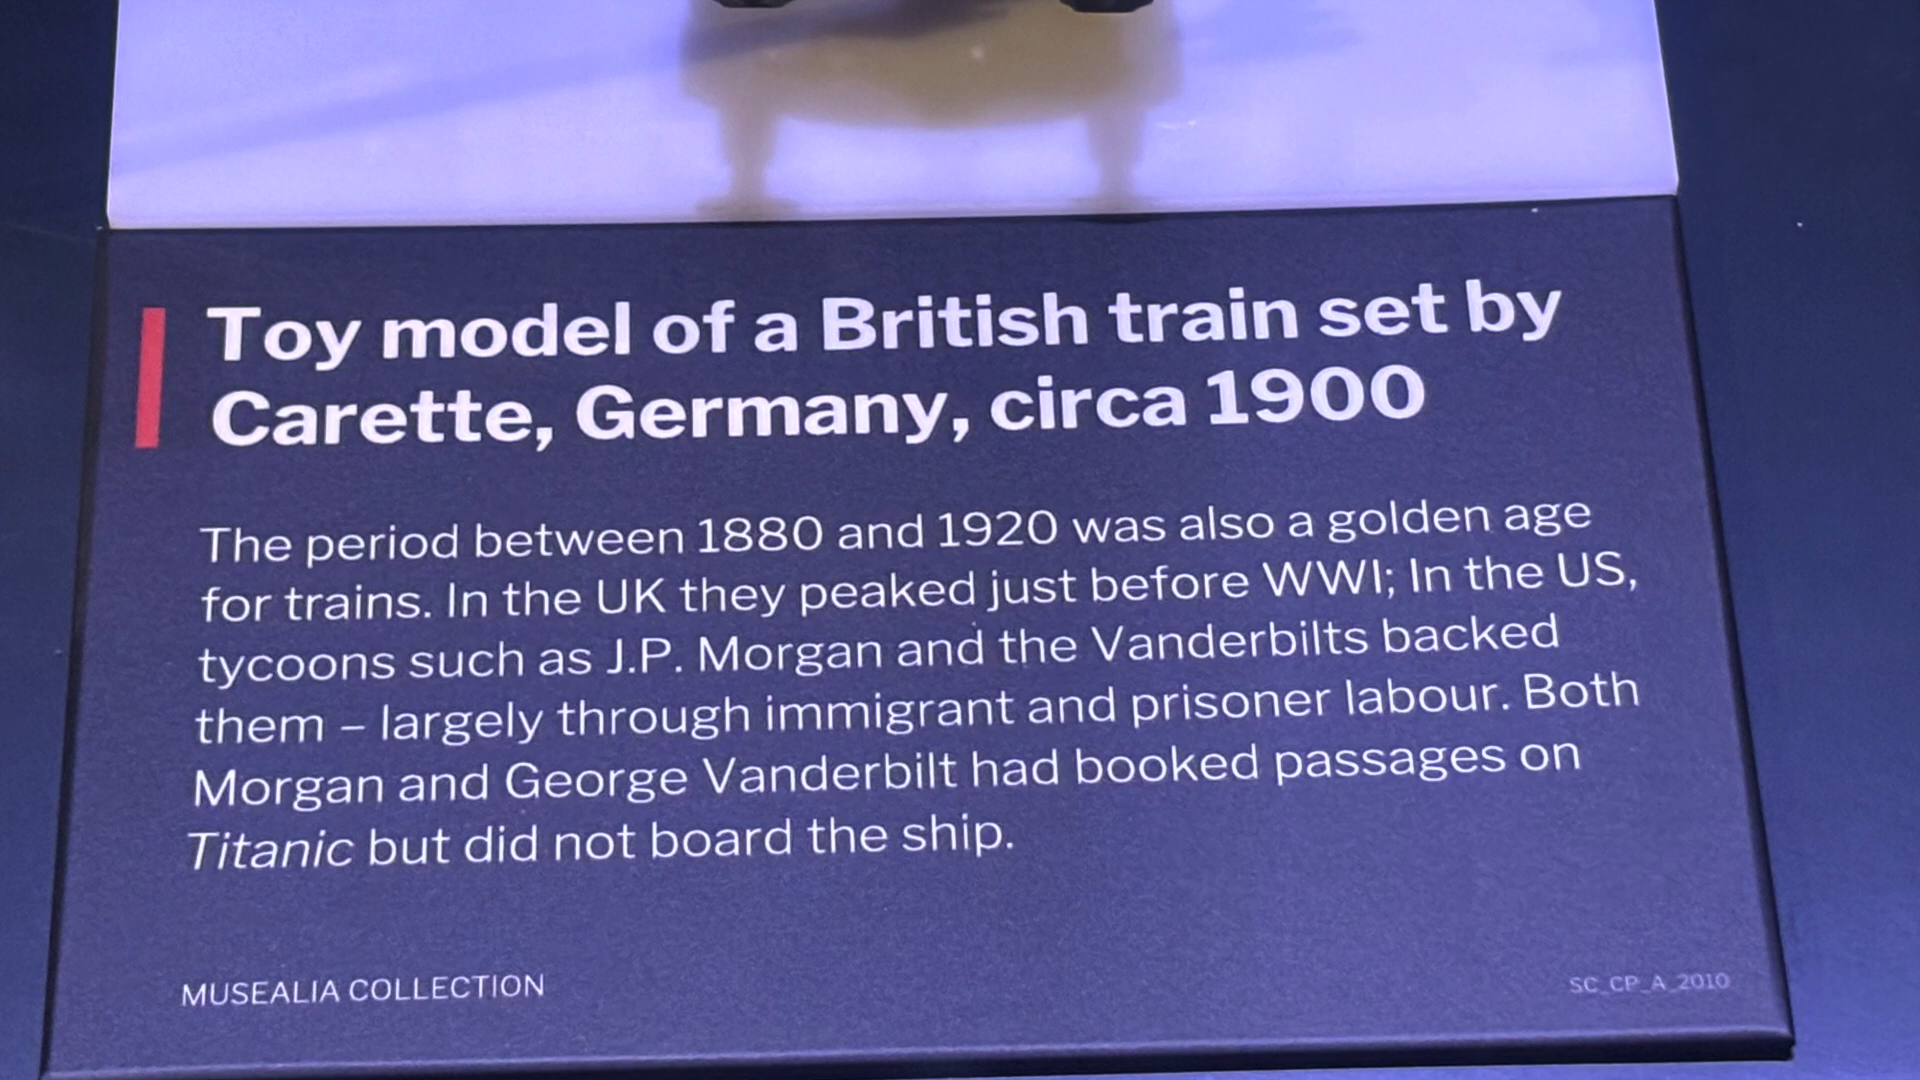 Toy model of a British train set by
Carette, Germany, circa 1900
The period between 1880 and 1920 was also a golden age
for trains. In the UK they peaked just before WWI; In the US,
tycoons such as J.P. Morgan and the Vanderbilts backed
them – largely through immigrant and prisoner labour. Both
Morgan and George Vanderbilt had booked passages on
Titanic but did not board the ship.
MUSEALIA COLLECTION
SC_CP_A_2010